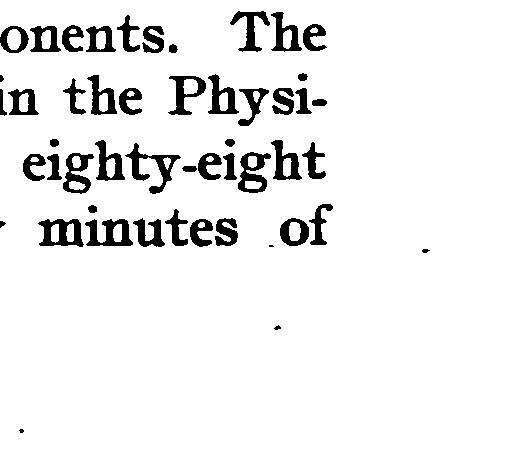 onents. The
in the Physi-
eighty-eight
minutes of